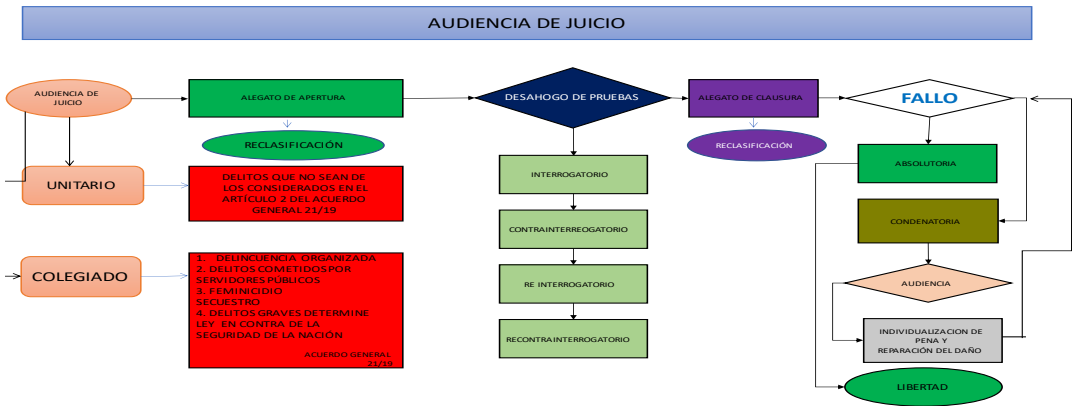 AUDIENCIA DE JUICIO
AUDIENCIA DE
JUICIO
ALEGATO DE APERTURA
RECLASIFICACIÓN
UNITARIO
DELITOS QUE NO SEAN DE
LOS CONSIDERADOS EN EL
ARTÍCULO 2 DEL ACUERDO
GENERAL 21/19
COLEGIADO
1. DELINCUENCIA ORGANIZADA
2. DELITOS COMETIDOS POR
SERVIDORES PÚBLICOS
3. FEMINICIDIO
SECUESTRO
4. DELITOS GRAVES DETERMINE
LEY EN CONTRA DE LA
SEGURIDAD DE LA NACIÓN
ACUERDO GENERAL
21/19
DESAHOGO DE PRUEBAS
INTERROGATORIO
CONTRAINTERREOGATORIO
RE INTERROGATORIO
RECONTRAINTERROGATORIO
ALEGATO DE CLAUSURA
RECLASIFICACIÓN
FALLO
ABSOLUTORIA
CONDENATORIA
AUDIENCIA
INDIVIDUALIZACION DE
PENA Y
REPARACIÓN DEL DAÑO
LIBERTAD